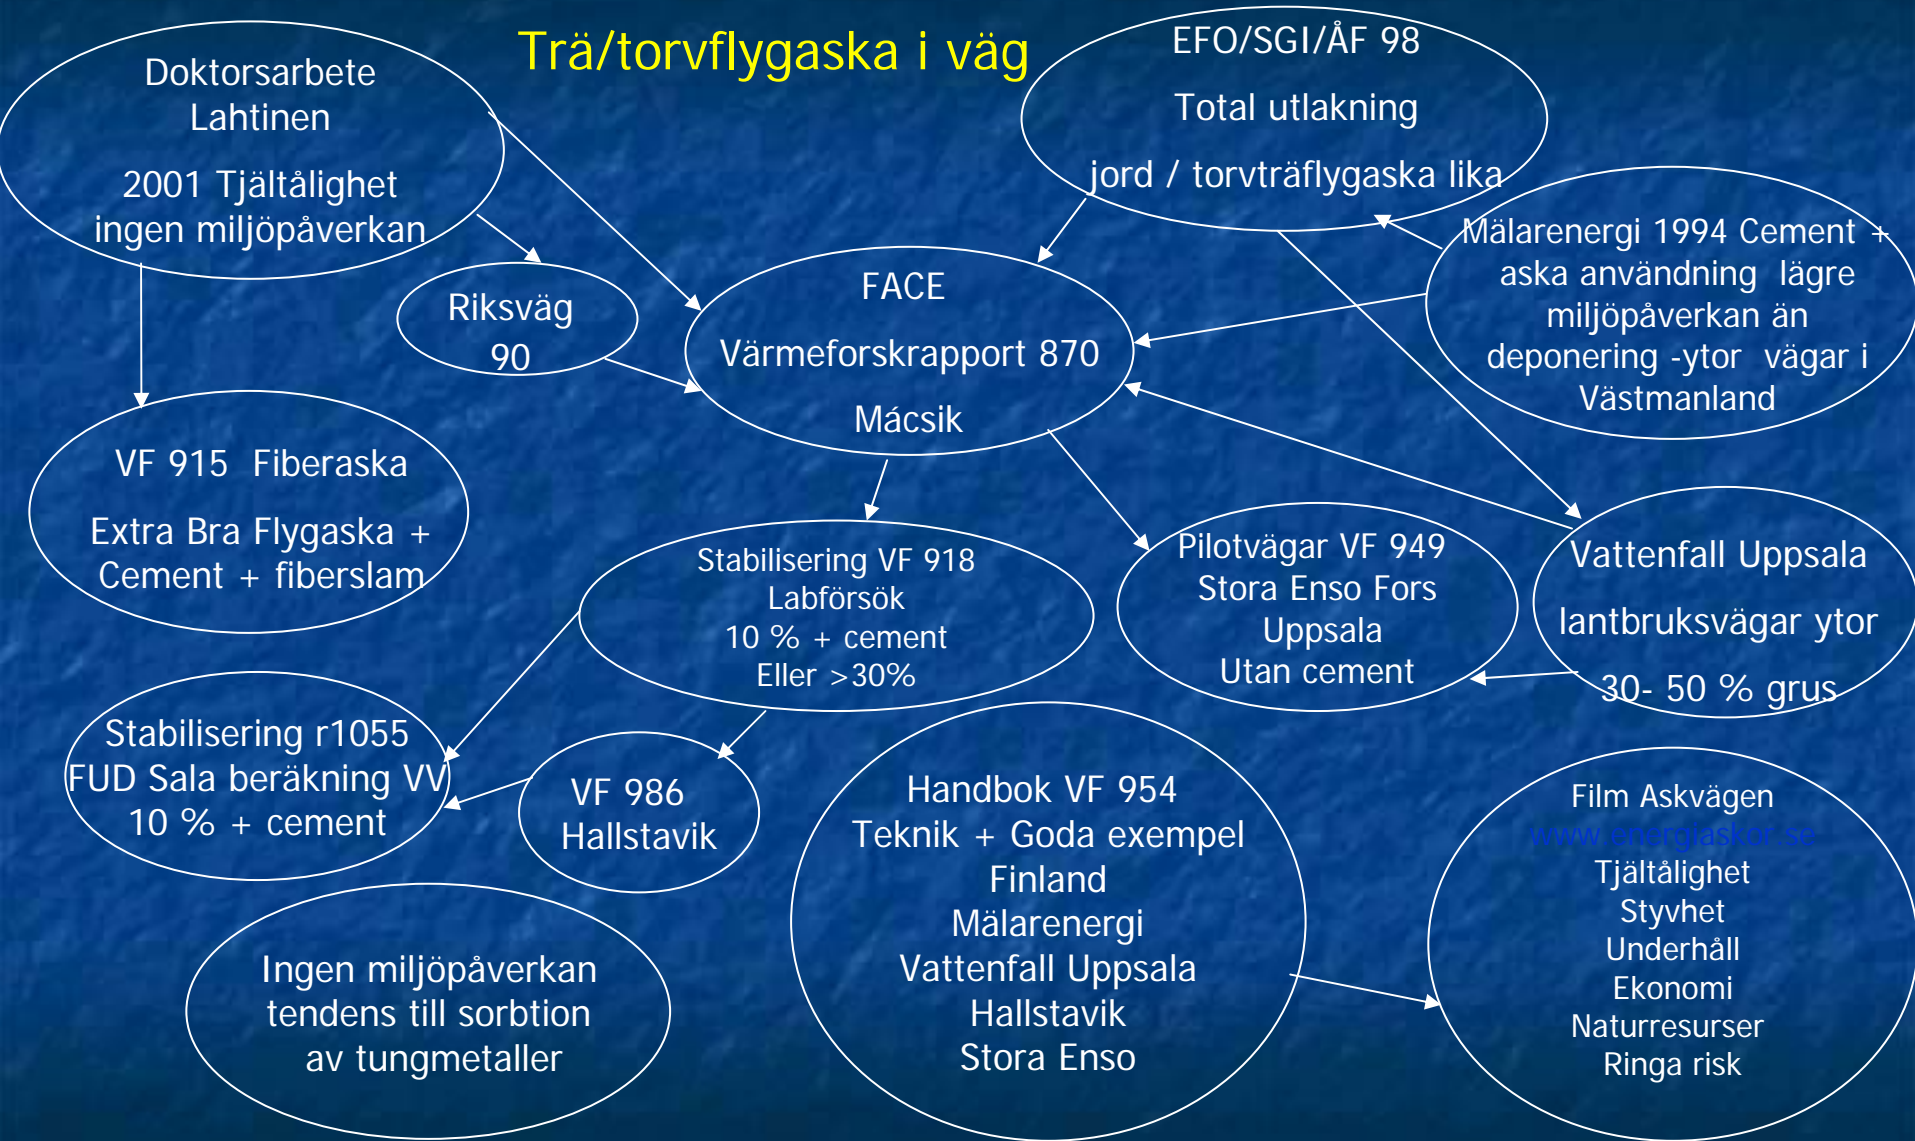 Trä/torvflygaska i väg
Doktorsarbete
Lahtinen
2001 Tjältålighet
ingen miljöpåverkan
EFO/SGI/ÅF 98
Total utlakning
jord / torvträflygaska lika
Mälarenergi 1994 Cement +
aska användning lägre
miljöpåverkan än
deponering -ytor vägar i
Västmanland
Riksväg
90
FACE
Värmeforskrapport 870
Mácsik
VF 915 Fiberaska
Extra Bra Flygaska +
Cement + fiberslam
Stabilisering VF 918
Labförsök
10 % + cement
Eller >30%
Pilotvägar VF 949
Stora Enso Fors
Uppsala
Utan cement
Vattenfall Uppsala
lantbruksvägar ytor
30- 50 % grus
Stabilisering r1055
FUD Sala beräkning VV
10 % + cement
VF 986
Hallstavik
Handbok VF 954
Teknik + Goda exempel
Finland
Mälarenergi
Vattenfall Uppsala
Hallstavik
Stora Enso
Film Askvägen
www.energiaskor.se
Tjältålighet
Styvhet
Underhåll
Ekonomi
Naturresurser
Ringa risk
Ingen miljöpåverkan
tendens till sorbtion
av tungmetaller